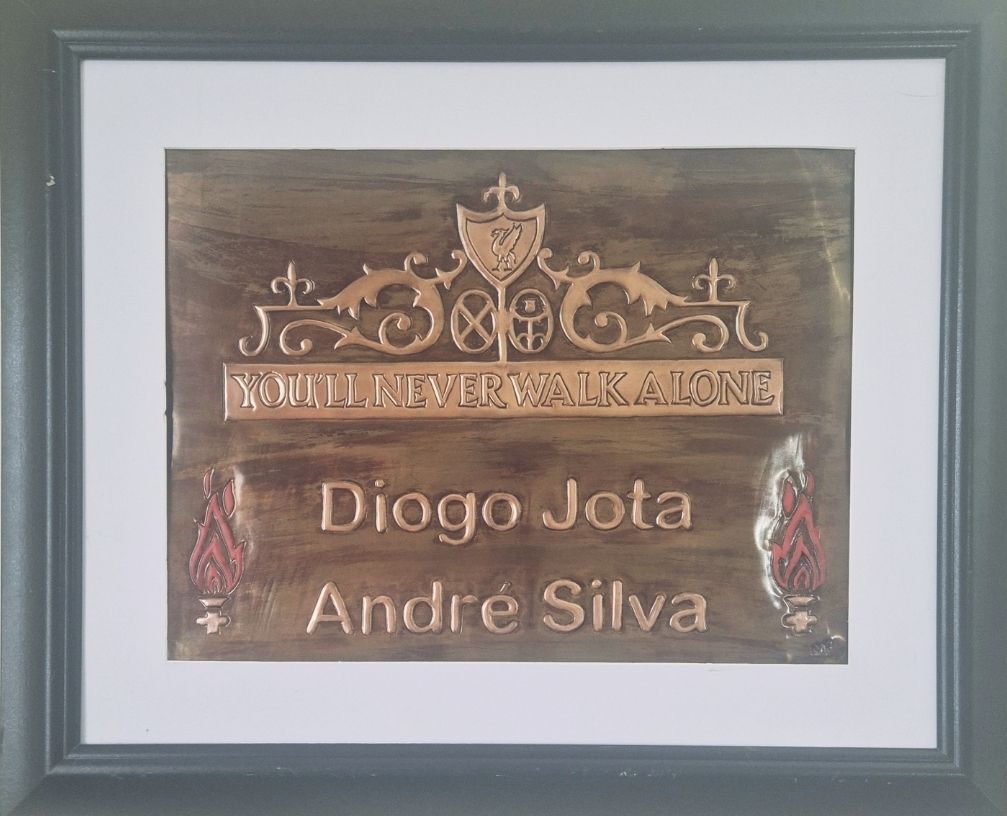 YOU'LL NEVER WALK ALONE
Diogo Jota
André Silva